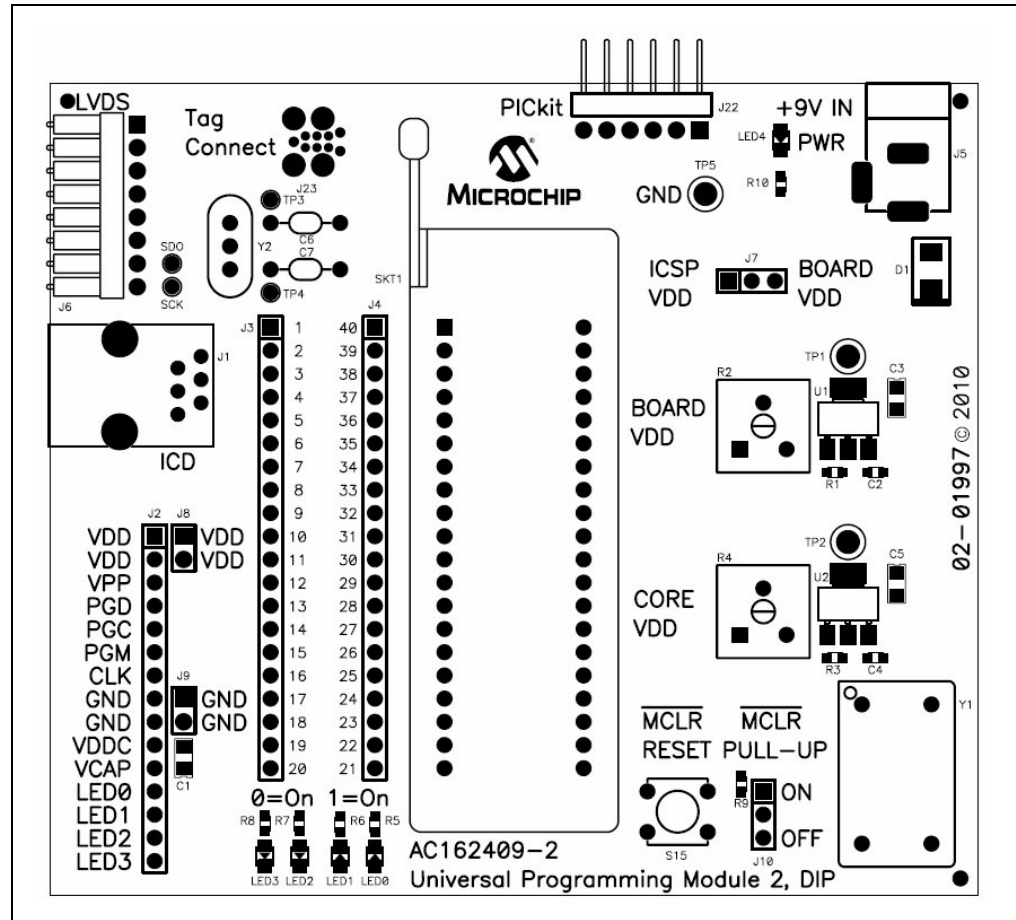 LVDS
Tag
Connect
PICkit
J22
+9V IN
LED4
PWR
J5
TP5
GND
R10
MICROCHIP
J23
TP3
C6
Y2
C7
TP4
SDO
SCK
J6
SKT1
ICSP
VDD
J7
BOARD
VDD
D1
J1
ICD
J3
J4
1 40
2 39
3 38
4 37
5 36
6 35
7 34
8 33
9 32
10 31
11 30
12 29
13 28
14 27
15 26
16 25
17 24
18 23
19 22
20 21
TP1
R2
C3
U1
BOARD
VDD
R1
C2
02-01997 © 2010
TP2
R4
C5
U2
CORE
VDD
R3
C4
J2
J8
VDD VDD
VDD VDD
VPP
PGD
PGC
PGM
CLK
J9
GND GND
GND GND
VDDC
VCAP
C1
LED0
LED1
LED2
LED3
0=On 1=On
R8 R7 R6 R5
LED3 LED2 LED1 LED0
MCLR
RESET
S15
MCLR
PULL-UP
R9
ON
OFF
J10
Y1
AC162409-2
Universal Programming Module 2, DIP